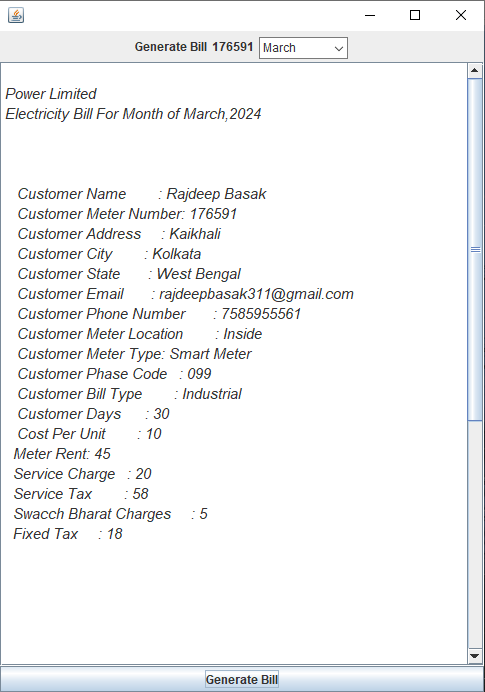 Generate Bill 176591 March
Power Limited
Electricity Bill For Month of March,2024
Customer Name : Rajdeep Basak
Customer Meter Number: 176591
Customer Address : Kaikhali
Customer City : Kolkata
Customer State : West Bengal
Customer Email : rajdeepbasak311@gmail.com
Customer Phone Number : 7585955561
Customer Meter Location : Inside
Customer Meter Type: Smart Meter
Customer Phase Code : 099
Customer Bill Type : Industrial
Customer Days : 30
Cost Per Unit : 10
Meter Rent: 45
Service Charge : 20
Service Tax : 58
Swacch Bharat Charges : 5
Fixed Tax : 18
Generate Bill